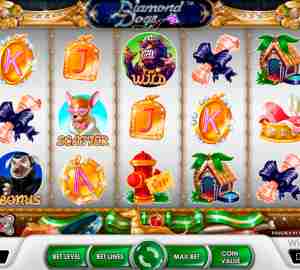 Diamond
Dogs
K
J
WILD
SCATTER
J
K
BONUS
A
BET LEVEL
BET LINES
MAX BET
COIN
VALUE